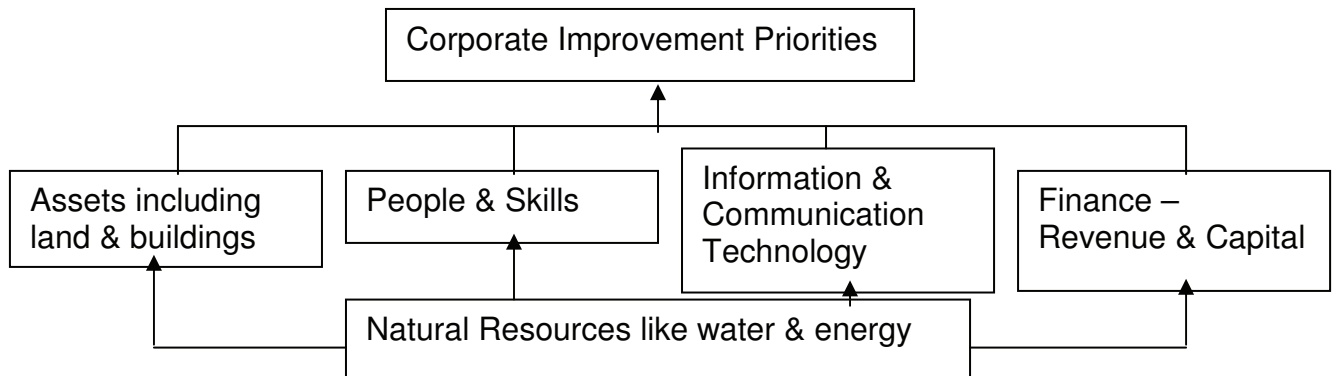 Corporate Improvement Priorities
Assets including
land & buildings
People & Skills
Information &
Communication
Technology
Finance –
Revenue & Capital
Natural Resources like water & energy